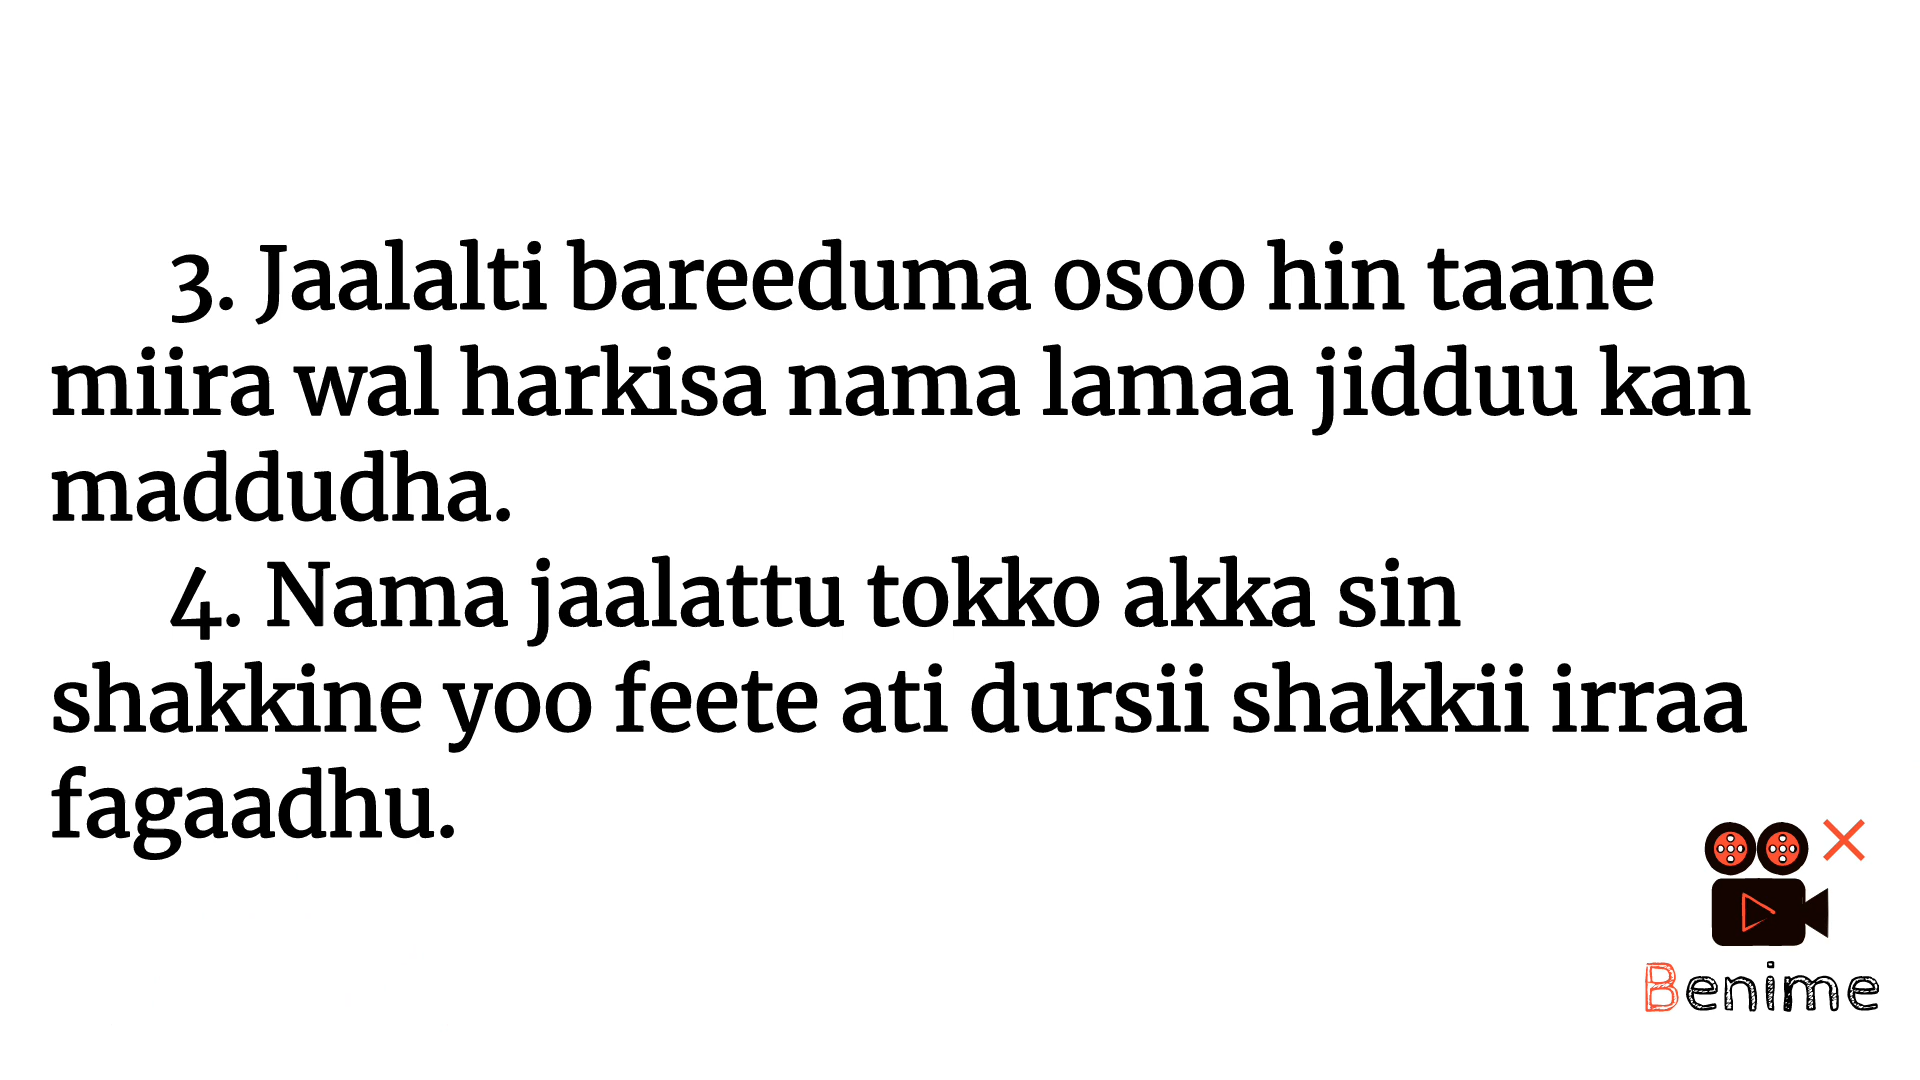 3. Jaalalti bareeduma osoo hin taane
miira wal harkisa nama lamaa jidduu kan
maddudha.
4. Nama jaalattu tokko akka sin
shakkine yoo feete ati dursii shakkii irraa
fagaadhu.
Benime